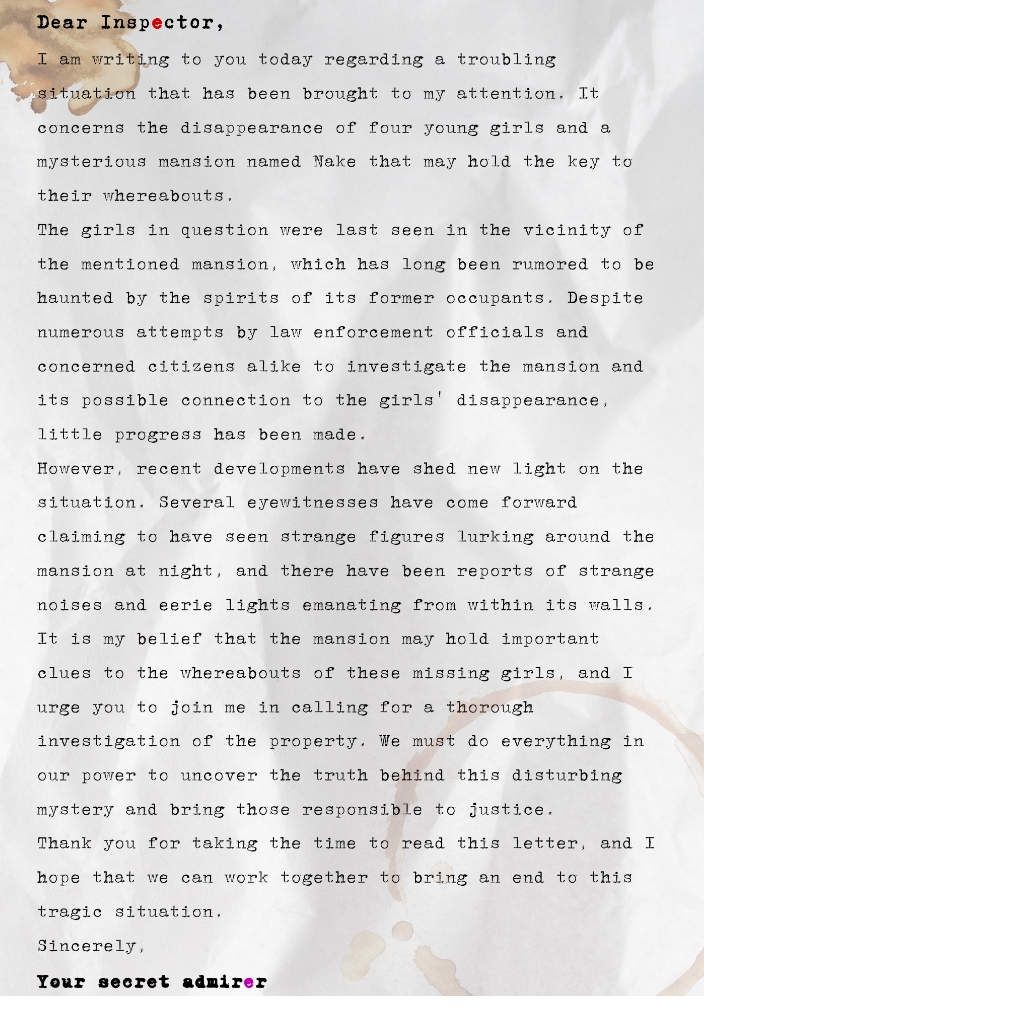 Dear Inspector,
I am writing to you today regarding a troubling
situation that has been brought to my attention. It
concerns the disappearance of four young girls and a
mysterious mansion named Nake that may hold the key to
their whereabouts.
The girls in question were last seen in the vicinity of
the mentioned mansion, which has long been rumored to be
haunted by the spirits of its former occupants. Despite
numerous attempts by law enforcement officials and
concerned citizens alike to investigate the mansion and
its possible connection to the girls' disappearance,
little progress has been made.
However, recent developments have shed new light on the
situation. Several eyewitnesses have come forward
claiming to have seen strange figures lurking around the
mansion at night, and there have been reports of strange
noises and eerie lights emanating from within its walls.
It is my belief that the mansion may hold important
clues to the whereabouts of these missing girls, and I
urge you to join me in calling for a thorough
investigation of the property. We must do everything in
our power to uncover the truth behind this disturbing
mystery and bring those responsible to justice.
Thank you for taking the time to read this letter, and I
hope that we can work together to bring an end to this
tragic situation.
Sincerely,
Your secret admirer